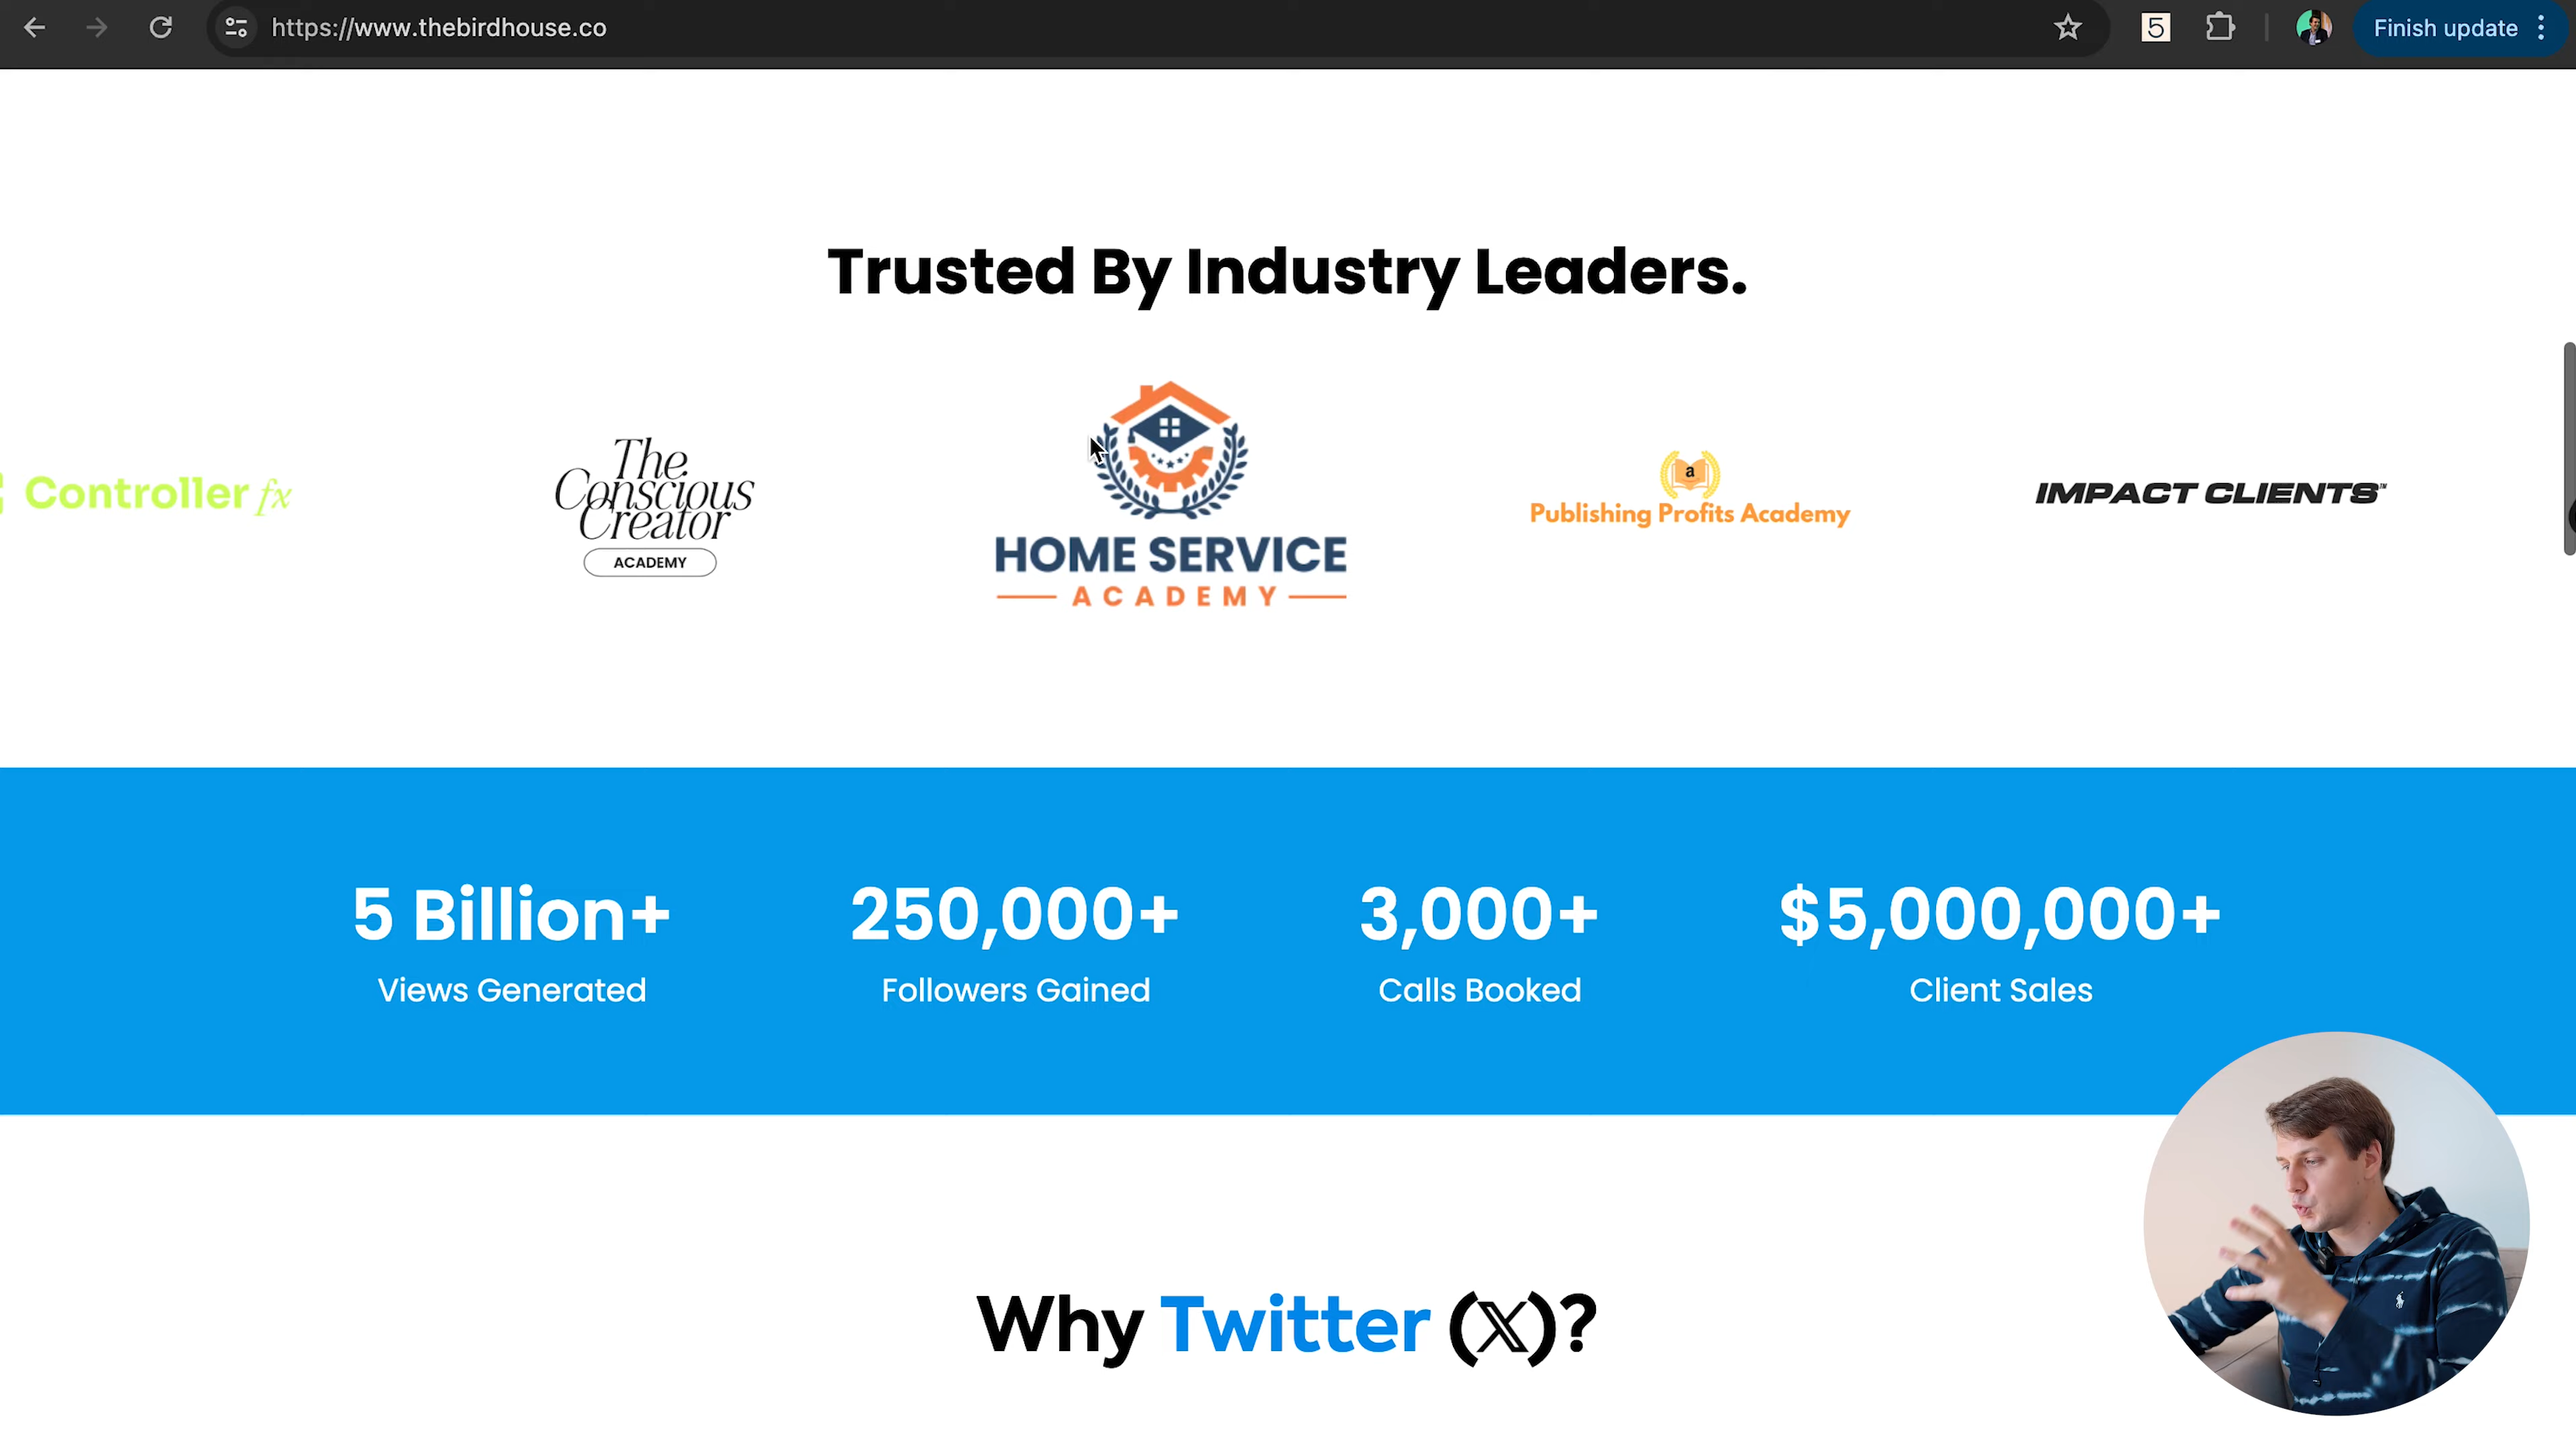 https://www.thebirdhouse.co
5
Finish update
Trusted By Industry Leaders.
Controller fx
The
Conscious
Creator
ACADEMY
HOME SERVICE
ACADEMY
a
Publishing Profits Academy
IMPACT CLIENTS™
5 Billion+
Views Generated
250,000+
Followers Gained
3,000+
Calls Booked
$5,000,000+
Client Sales
Why Twitter (X)?